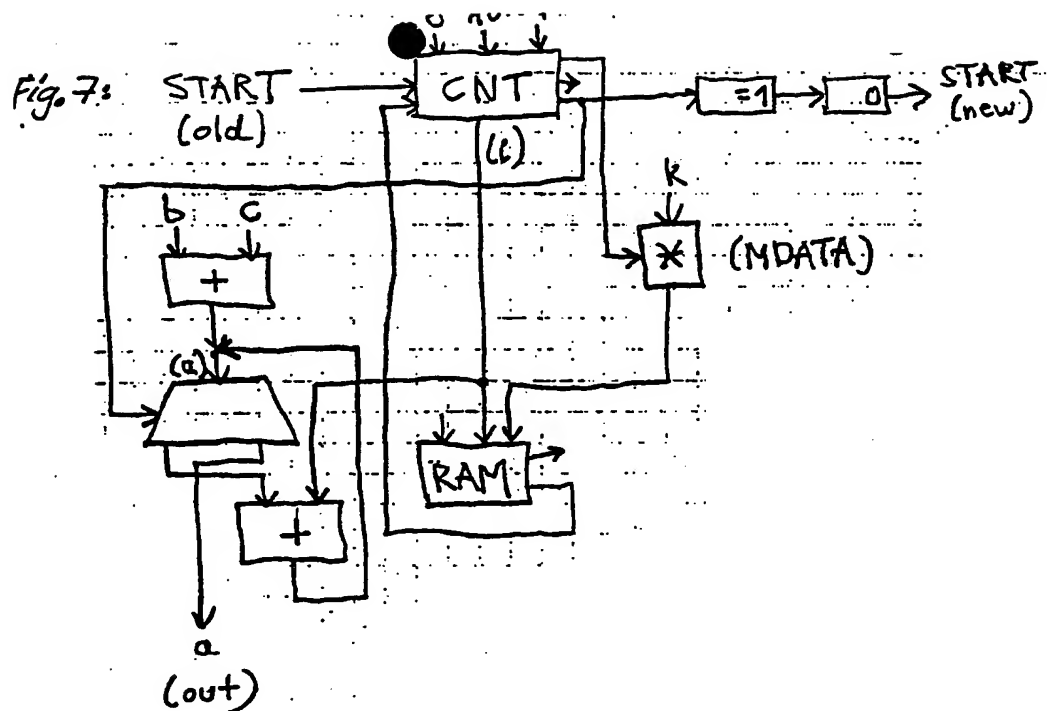 Fig. 7:
START
(old)
CNT
=1
0
START
(new)
(i)
k
*
(MDATA)
b
c
+
(a)
RAM
+
a
(out)